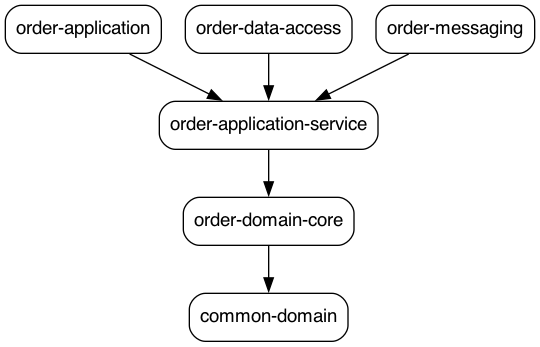 order-application
order-data-access
order-messaging
order-application-service
order-domain-core
common-domain